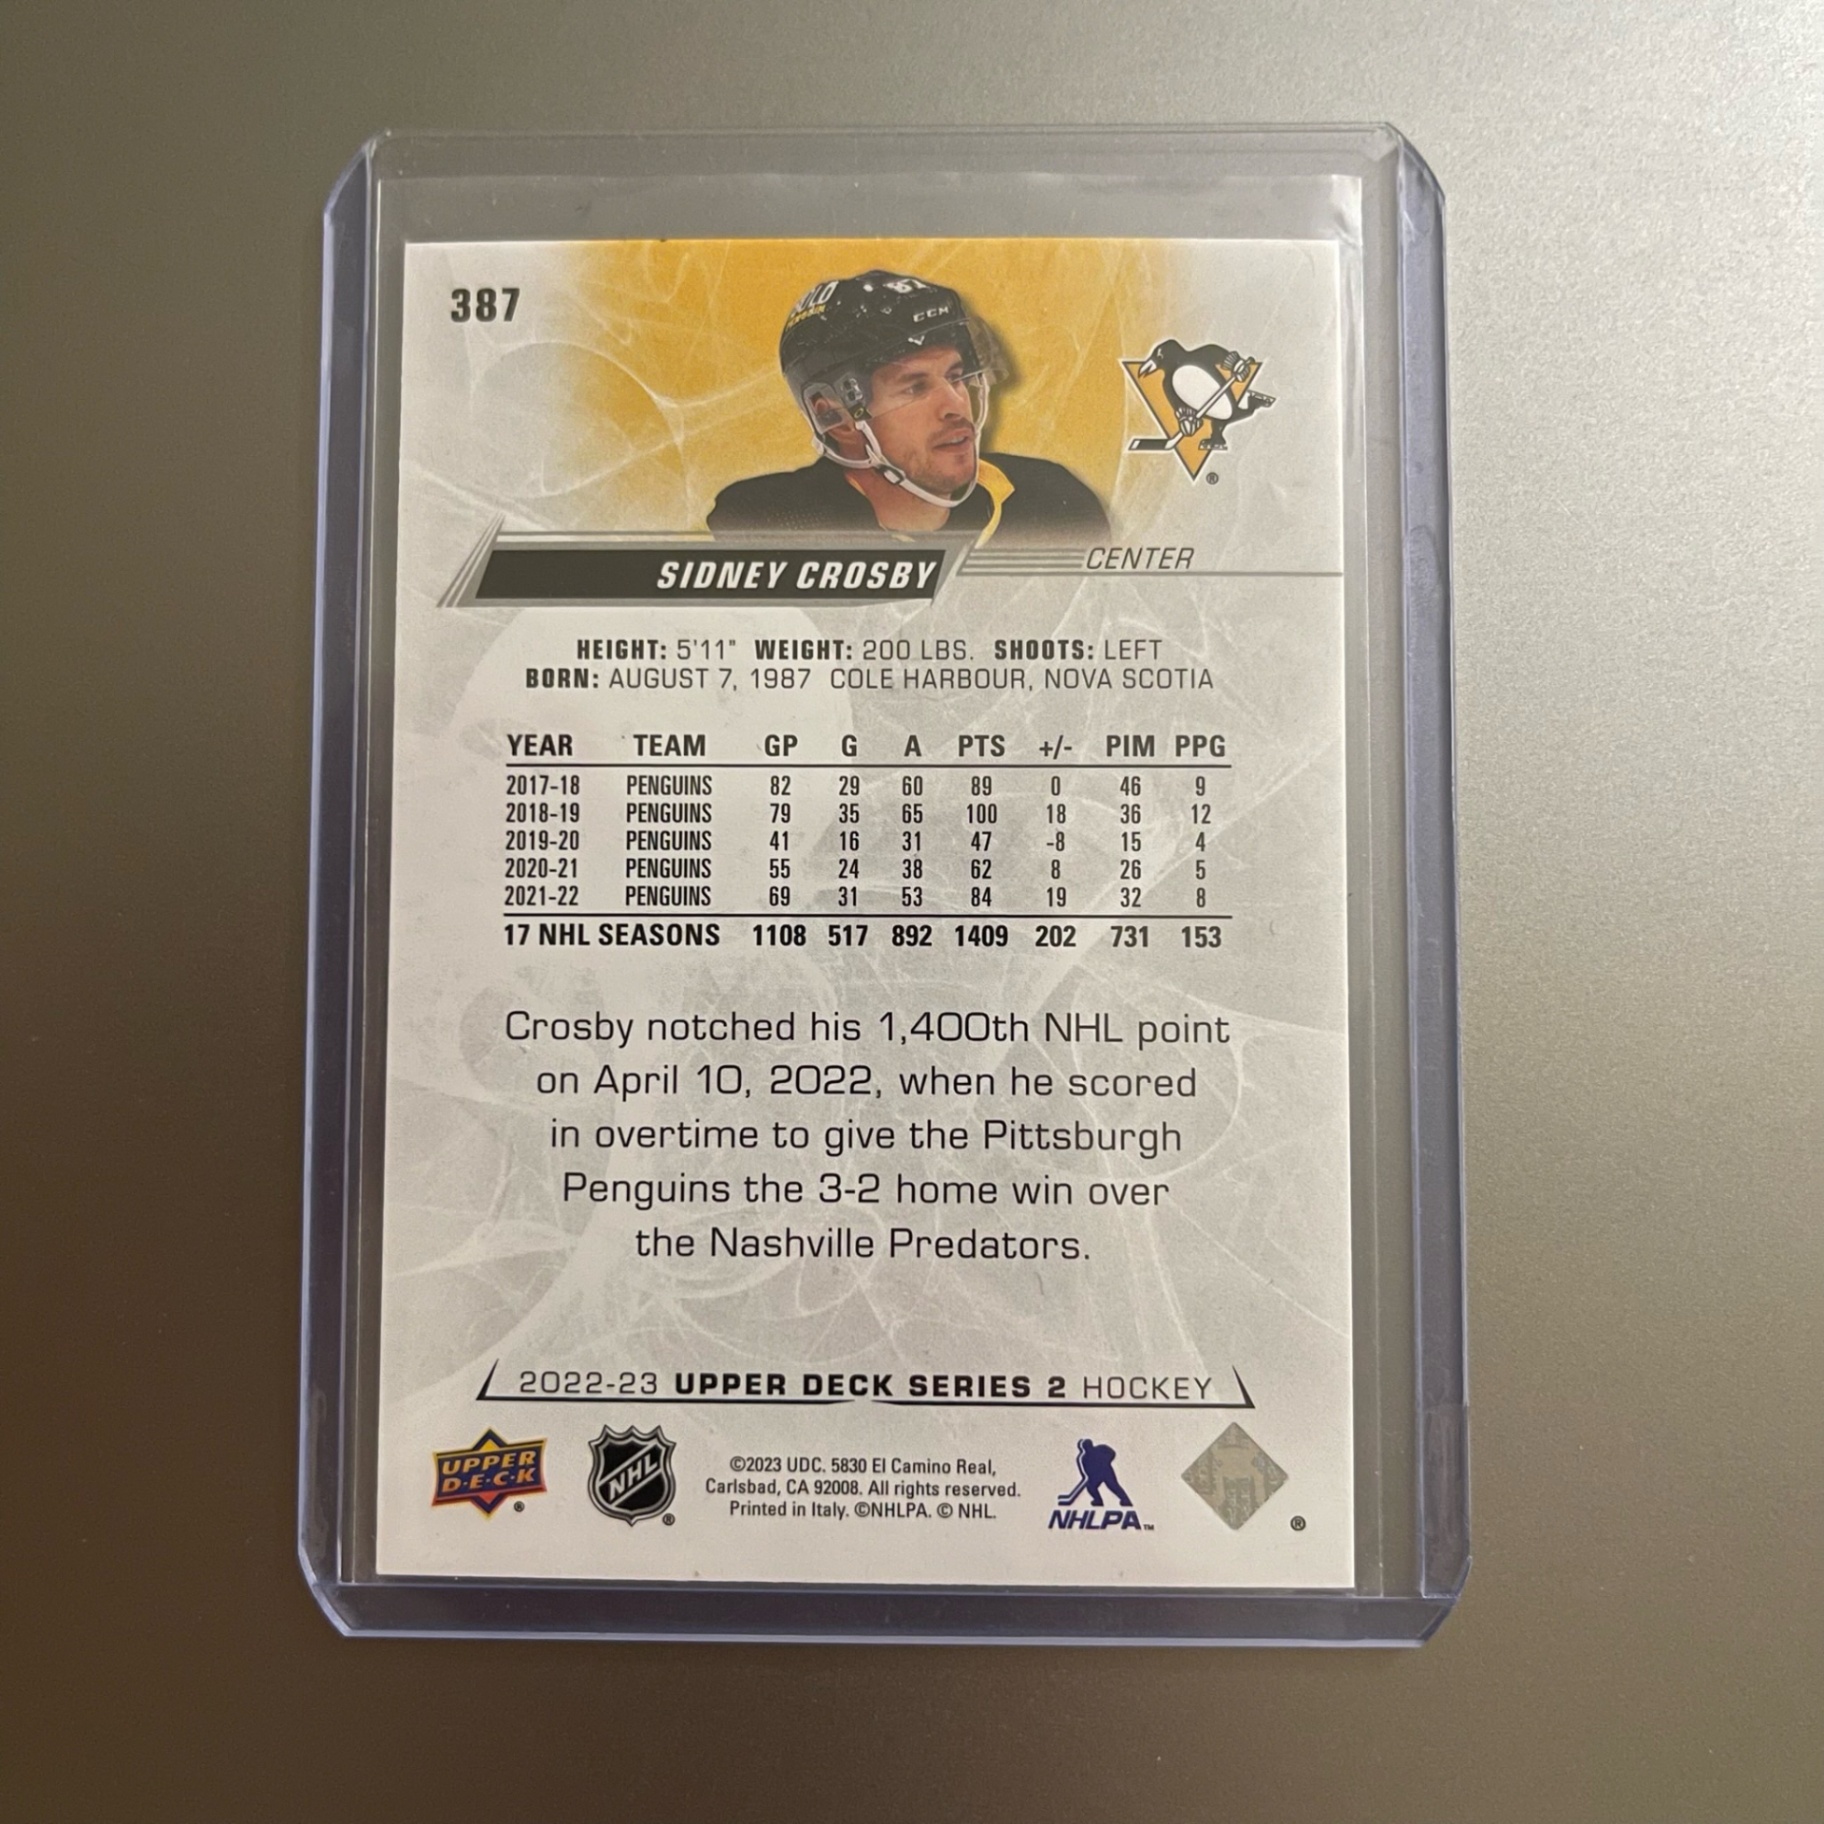 387
87
CCM
CENTER
SIDNEY CROSBY
HEIGHT: 5'11" WEIGHT: 200 LBS. SHOOTS: LEFT
BORN: AUGUST 7, 1987 COLE HARBOUR, NOVA SCOTIA
YEAR TEAM GP G A PTS +/- PIM PPG
2017-18 PENGUINS 82 29 60 89 0 46 9
2018-19 PENGUINS 79 35 65 100 18 36 12
2019-20 PENGUINS 41 16 31 47 -8 15 4
2020-21 PENGUINS 55 24 38 62 8 26 5
2021-22 PENGUINS 69 31 53 84 19 32 8
17 NHL SEASONS 1108 517 892 1409 202 731 153
Crosby notched his 1,400th NHL point
on April 10, 2022, when he scored
in overtime to give the Pittsburgh
Penguins the 3-2 home win over
the Nashville Predators.
2022-23 UPPER DECK SERIES 2 HOCKEY
UPPER
D·E·C·K
®
NHL
®
©2023 UDC. 5830 El Camino Real,
Carlsbad, CA 92008. All rights reserved.
Printed in Italy. ©NHLPA. © NHL.
NHLPA™
®